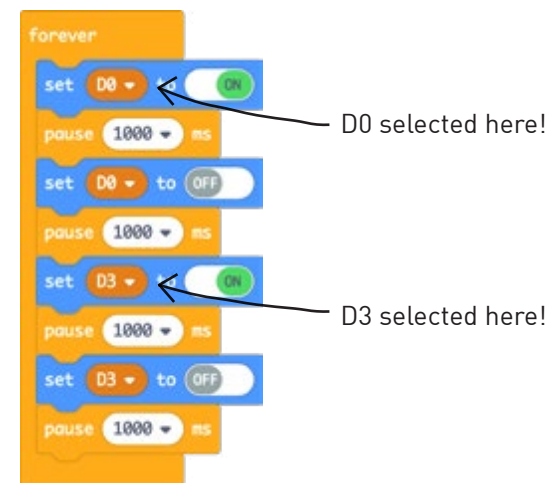 forever
set D0 to ON
D0 selected here!
pause 1000 ms
set D0 to OFF
pause 1000 ms
set D3 to ON
D3 selected here!
pause 1000 ms
set D3 to OFF
pause 1000 ms